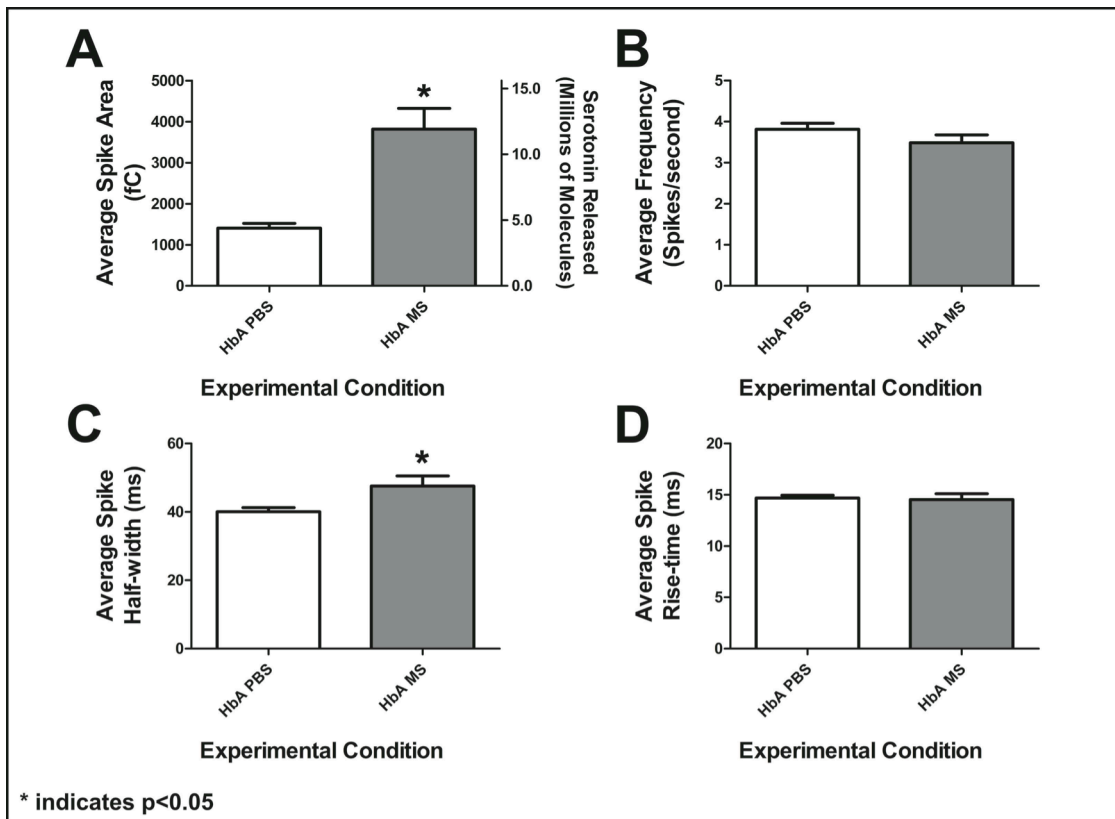 A
Average Spike Area
(fC)
5000
4000
3000
2000
1000
0
*
15.0
10.0
5.0
0.0
Serotonin Released
(Millions of Molecules)
HbA PBS
HbA MS
Experimental Condition
B
Average Frequency
(Spikes/second)
5
4
3
2
1
0
HbA PBS
HbA MS
Experimental Condition
C
Average Spike
Half-width (ms)
60
40
20
0
*
HbA PBS
HbA MS
Experimental Condition
D
Average Spike
Rise-time (ms)
20
15
10
5
0
HbA PBS
HbA MS
Experimental Condition
* indicates p<0.05